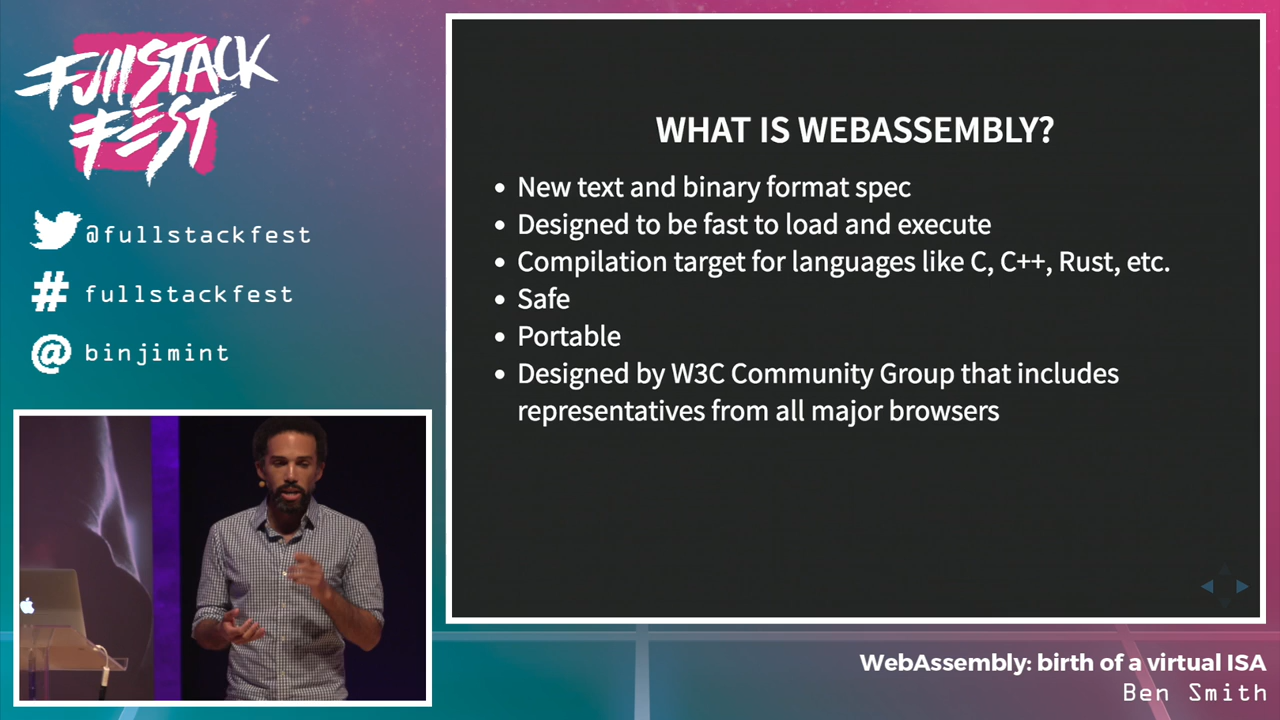 FullSTACK
FEST
@fullstackfest
# fullstackfest
@ binjimint
WHAT IS WEBASSEMBLY?
• New text and binary format spec
• Designed to be fast to load and execute
• Compilation target for languages like C, C++, Rust, etc.
• Safe
• Portable
• Designed by W3C Community Group that includes
representatives from all major browsers
WebAssembly: birth of a virtual ISA
Ben Smith